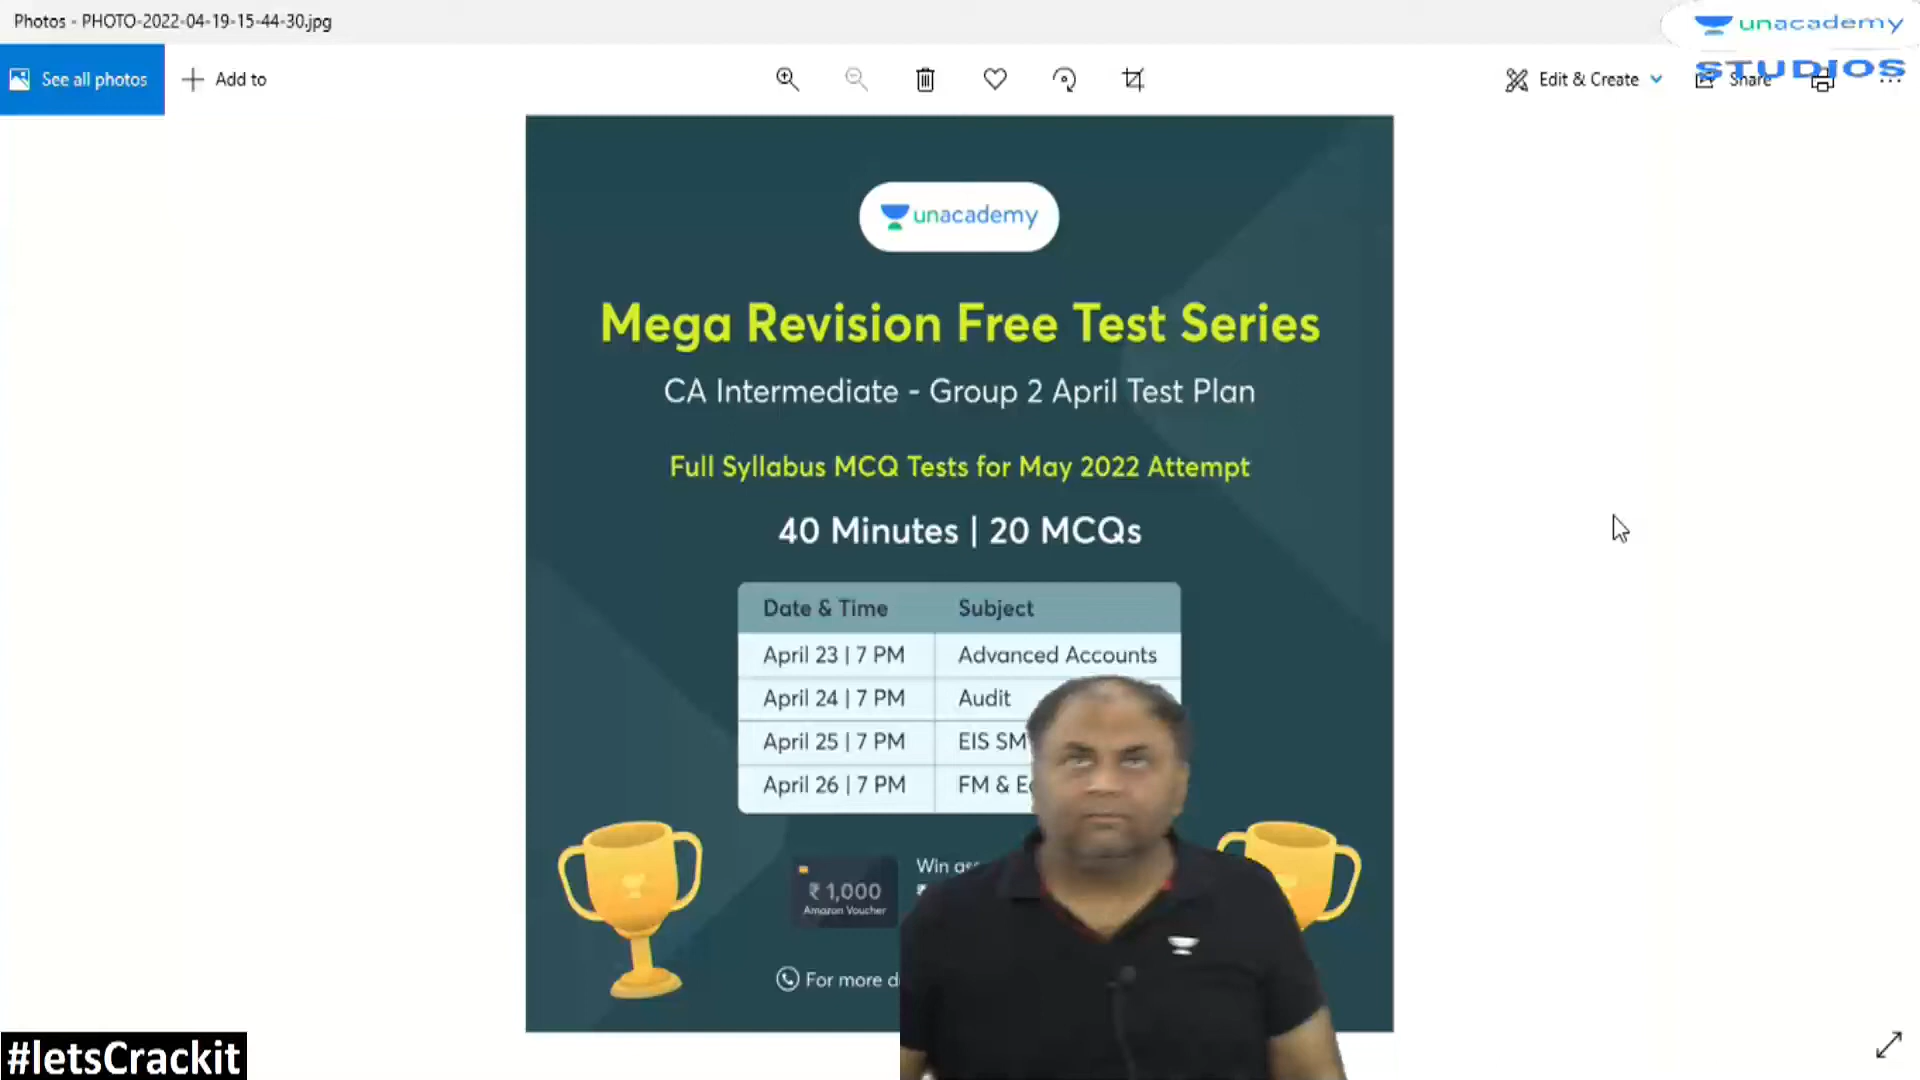 Photos - PHOTO-2022-04-19-15-44-30.jpg
unacademy
STUDIOS
See all photos
Add to
Edit & Create
Share
unacademy
Mega Revision Free Test Series
CA Intermediate - Group 2 April Test Plan
Full Syllabus MCQ Tests for May 2022 Attempt
40 Minutes | 20 MCQs
Date & Time Subject
April 23 | 7 PM Advanced Accounts
April 24 | 7 PM Audit
April 25 | 7 PM EIS SM
April 26 | 7 PM FM &
Win
₹ 1,000
Amazon Voucher
For more
#letsCrackit